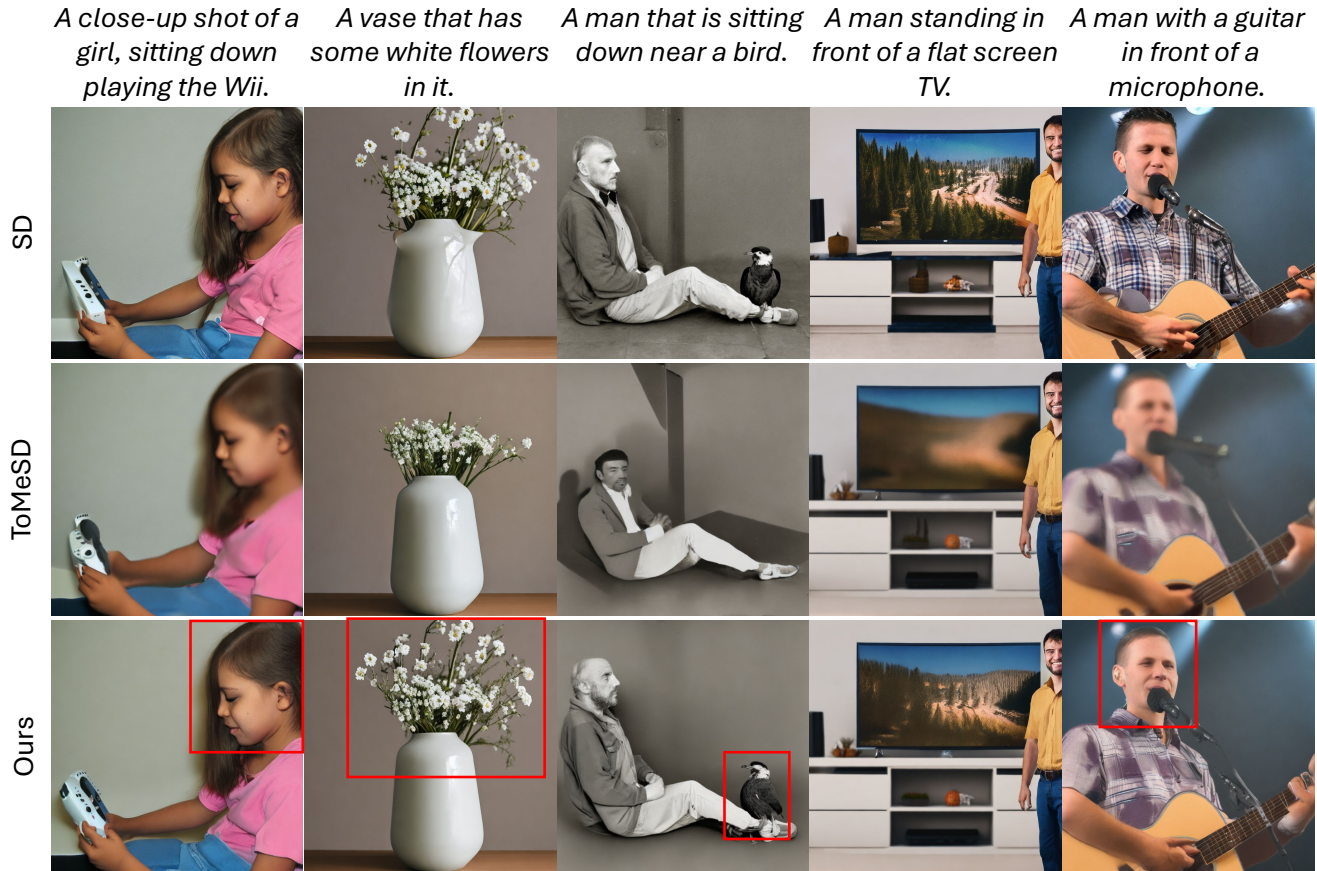 A close-up shot of a
girl, sitting down
playing the Wii.
A vase that has
some white flowers
in it.
A man that is sitting
down near a bird.
A man standing in
front of a flat screen
TV.
A man with a guitar
in front of a
microphone.
SD
ToMeSD
Ours